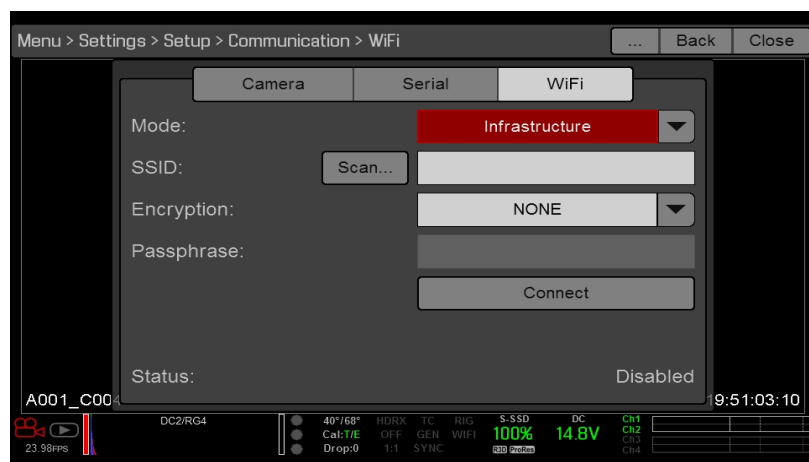 Menu > Settings > Setup > Communication > WiFi ... Back Close
Camera Serial WiFi
Mode: Infrastructure
SSID: Scan...
Encryption: NONE
Passphrase:
Connect
Status: Disabled
A001_C004 9:51:03:10
DC2/RG4 40°/68° HDRX TC RIG S-SSD DC Ch1
Cal:T/E OFF GEN WIFI 100% 14.8V Ch2
23.98FPS Drop:0 1:1 SYNC R3D ProRes Ch3
Ch4